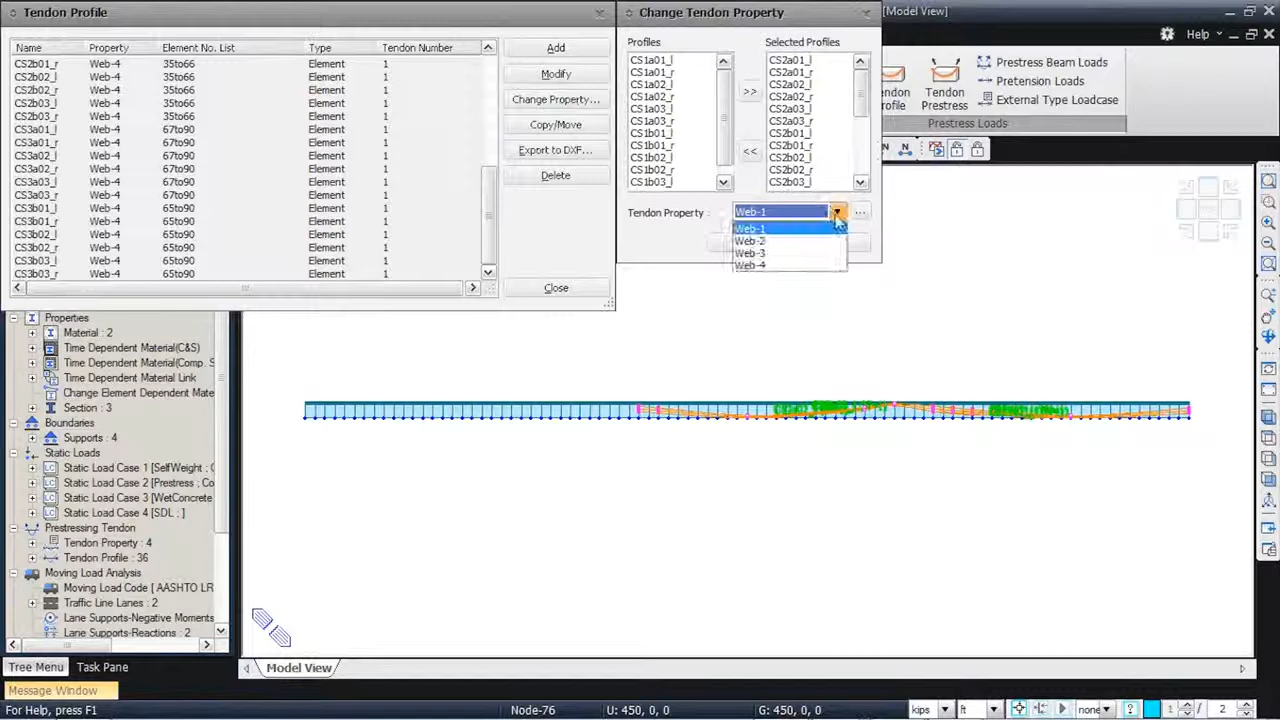 Tendon Profile
Name Property Element No. List Type Tendon Number
CS2b01_r Web-4 35to66 Element 1
CS2b02_l Web-4 35to66 Element 1
CS2b02_r Web-4 35to66 Element 1
CS2b03_l Web-4 35to66 Element 1
CS2b03_r Web-4 35to66 Element 1
CS3a01_l Web-4 67to90 Element 1
CS3a01_r Web-4 67to90 Element 1
CS3a02_l Web-4 67to90 Element 1
CS3a02_r Web-4 67to90 Element 1
CS3a03_l Web-4 67to90 Element 1
CS3a03_r Web-4 67to90 Element 1
CS3b01_l Web-4 65to90 Element 1
CS3b01_r Web-4 65to90 Element 1
CS3b02_l Web-4 65to90 Element 1
CS3b02_r Web-4 65to90 Element 1
CS3b03_l Web-4 65to90 Element 1
CS3b03_r Web-4 65to90 Element 1
Add
Modify
Change Property...
Copy/Move
Export to DXF...
Delete
Close
Change Tendon Property
Profiles
CS1a01_l
CS1a01_r
CS1a02_l
CS1a02_r
CS1a03_l
CS1a03_r
CS1b01_l
CS1b01_r
CS1b02_l
CS1b02_r
CS1b03_l
>>
<<
Selected Profiles
CS2a01_l
CS2a01_r
CS2a02_l
CS2a02_r
CS2a03_l
CS2a03_r
CS2b01_l
CS2b01_r
CS2b02_l
CS2b02_r
CS2b03_l
Tendon Property : Web-1 ...
Web-1
Web-2
Web-3
Web-4
[Model View]
Help
Tendon
Profile
Tendon
Prestress
Prestress Beam Loads
Pretension Loads
External Type Loadcase
Prestress Loads
Properties
Material : 2
Time Dependent Material(C&S)
Time Dependent Material(Comp. S
Time Dependent Material Link
Change Element Dependent Mate
Section : 3
Boundaries
Supports : 4
Static Loads
Static Load Case 1 [SelfWeight ; C
Static Load Case 2 [Prestress ; Co
Static Load Case 3 [WetConcrete
Static Load Case 4 [SDL ; ]
Prestressing Tendon
Tendon Property : 4
Tendon Profile : 36
Moving Load Analysis
Moving Load Code [ AASHTO LR
Traffic Line Lanes : 2
Lane Supports-Negative Moments
Lane Supports-Reactions : 2
Tree Menu Task Pane
Model View
Message Window
For Help, press F1 Node-76 U: 450, 0, 0 G: 450, 0, 0 kips ft none ? 1 / 2